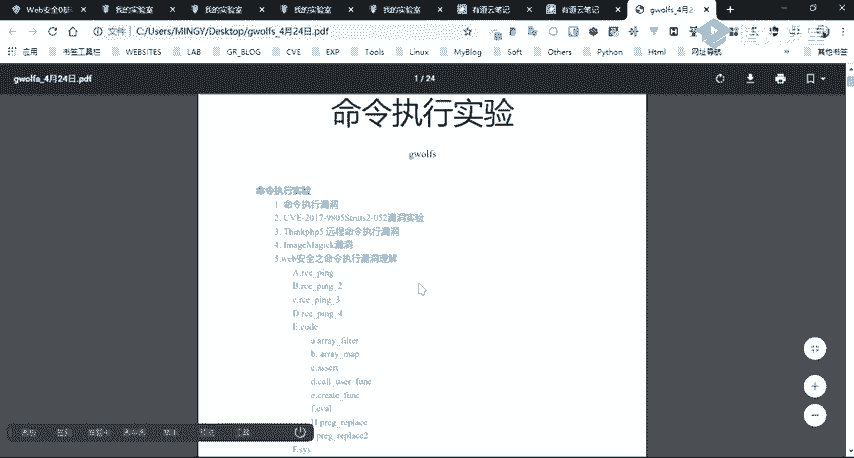 Web安全0基础
我的实验室
我的实验室
我的实验室
我的实验室
有道云笔记
有道云笔记
gwolfs_4月2
文件 C:/Users/MINGY/Desktop/gwolfs_4月24日.pdf
应用 书签工具栏 WEBSITES LAB GR_BLOG CVE EXP Tools Linux MyBlog Soft Others Python Html 网址导航 » 其他书签
gwolfa_4月24日.pdf
1 / 24
命令执行实验
gwolfs
命令执行实验
1. 命令执行漏洞
2. CVE-2017-9805Struts2-052漏洞实验
3. Thinkphp5 远程命令执行漏洞
4. ImageMagick漏洞
5.web安全之命令执行漏洞理解
A.rce_ping
B.rce_ping_2
c.rce_ping_3
D.rce_ping_4
E.code
a.array_filter
b. array_map
c.assert
d.call_user_func
e.create_func
f.eval
preg_replace
preg_replace2
F.sys